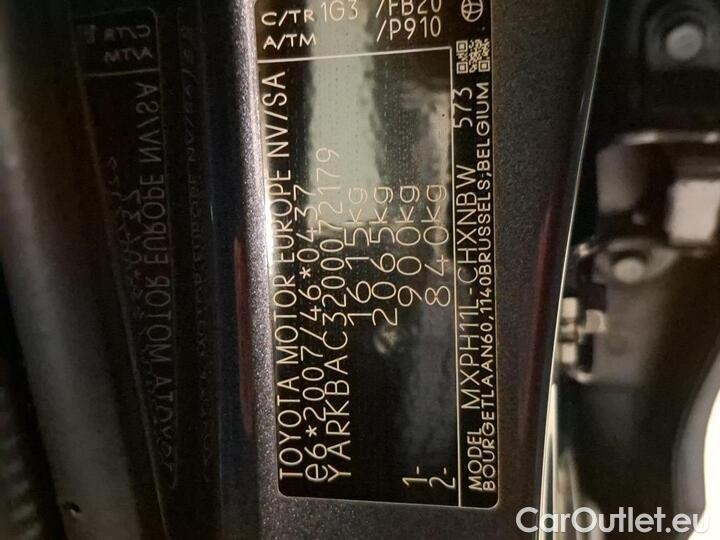 TOYOTA MOTOR EUROPE NV/SA
e6*2007/46*0437
YARKBAC3200072179
1615kg
2065kg
1- 900kg
2- 840kg
C/TR 1G3 /FB20
A/TM /P910
MODEL MXPH11L-CHXNBW 573
BOURGETLAAN60,1140BRUSSELS;BELGIUM
CarOutlet.eu